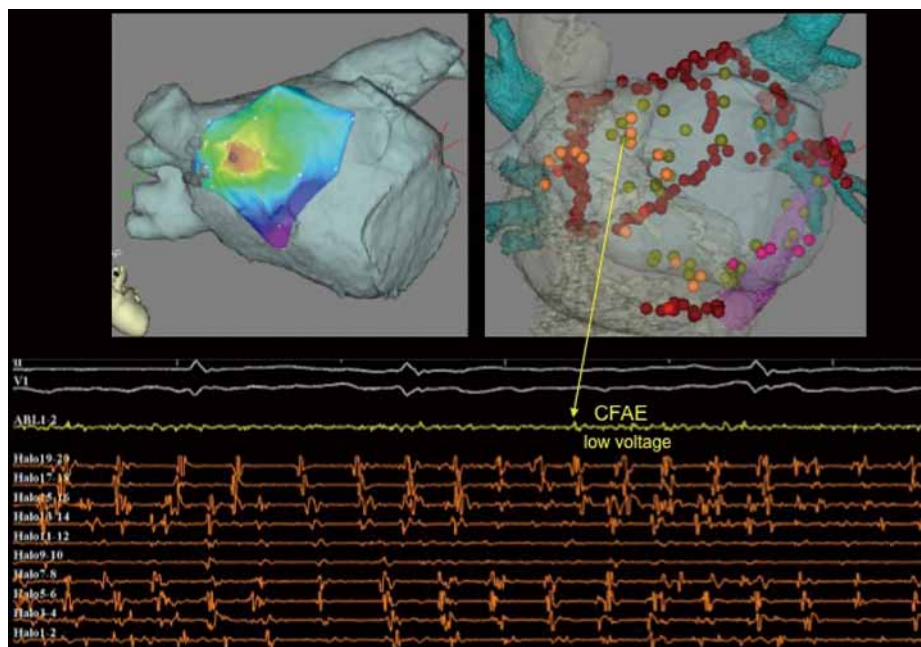 II
V1
ABL1-2
CFAE
low voltage
Halo19-20
Halo17-18
Halo15-16
Halo13-14
Halo11-12
Halo9-10
Halo7-8
Halo5-6
Halo3-4
Halo1-2